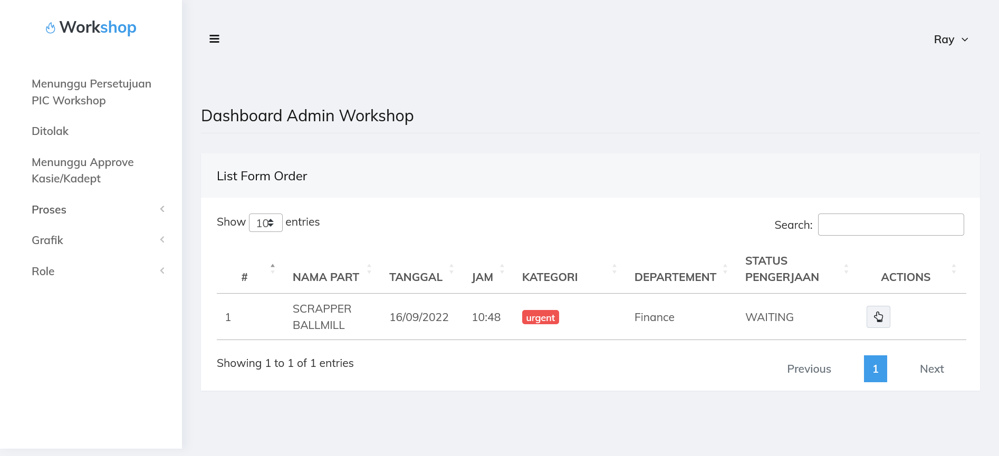 Workshop
Ray
Menunggu Persetujuan
PIC Workshop
Ditolak
Menunggu Approve
Kasie/Kadept
Proses
Grafik
Role
Dashboard Admin Workshop
List Form Order
Show 10 entries
Search:
# NAMA PART TANGGAL JAM KATEGORI DEPARTEMENT STATUS PENGERJAAN ACTIONS
1 SCRAPPER BALLMILL 16/09/2022 10:48 urgent Finance WAITING
Showing 1 to 1 of 1 entries
Previous 1 Next